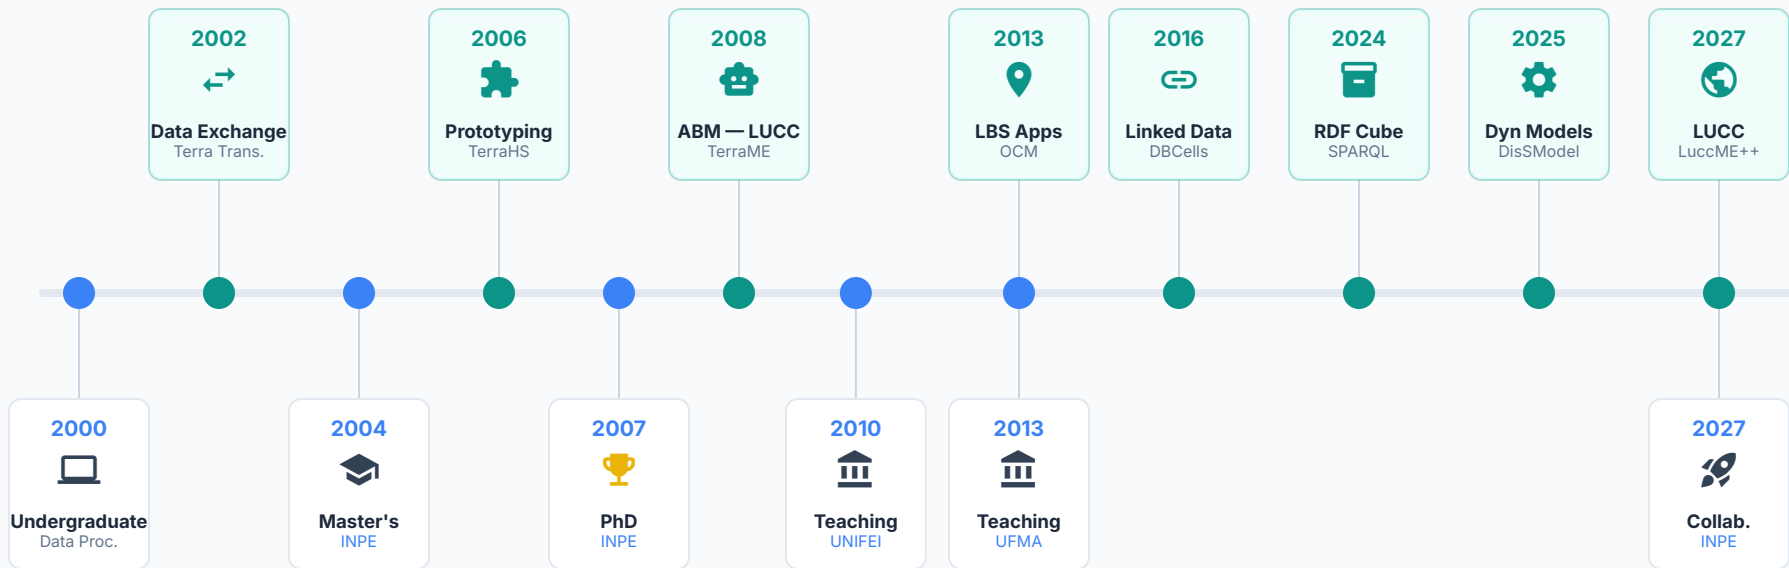 2002
Data Exchange
Terra Trans.
2006
Prototyping
TerraHS
2008
ABM — LUCC
TerraME
2013
LBS Apps
OCM
2016
Linked Data
DBCells
2024
RDF Cube
SPARQL
2025
Dyn Models
DisSModel
2027
LUCC
LuccME++
2000
Undergraduate
Data Proc.
2004
Master's
INPE
2007
PhD
INPE
2010
Teaching
UNIFEI
2013
Teaching
UFMA
2027
Collab.
INPE